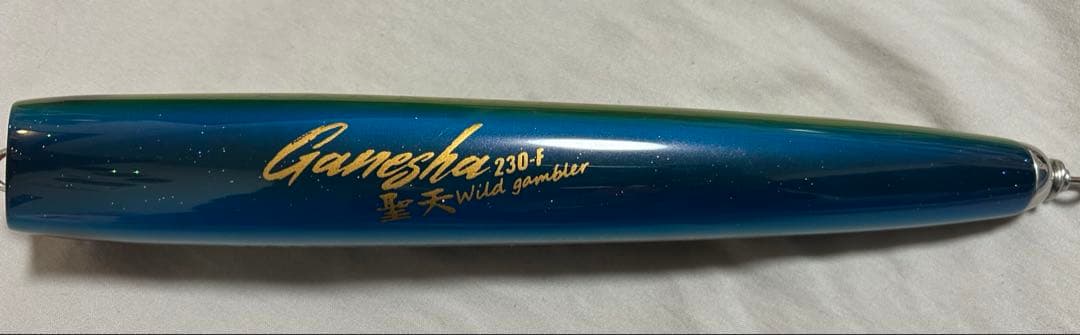 Ganesha 230-F
聖天 Wild gambler